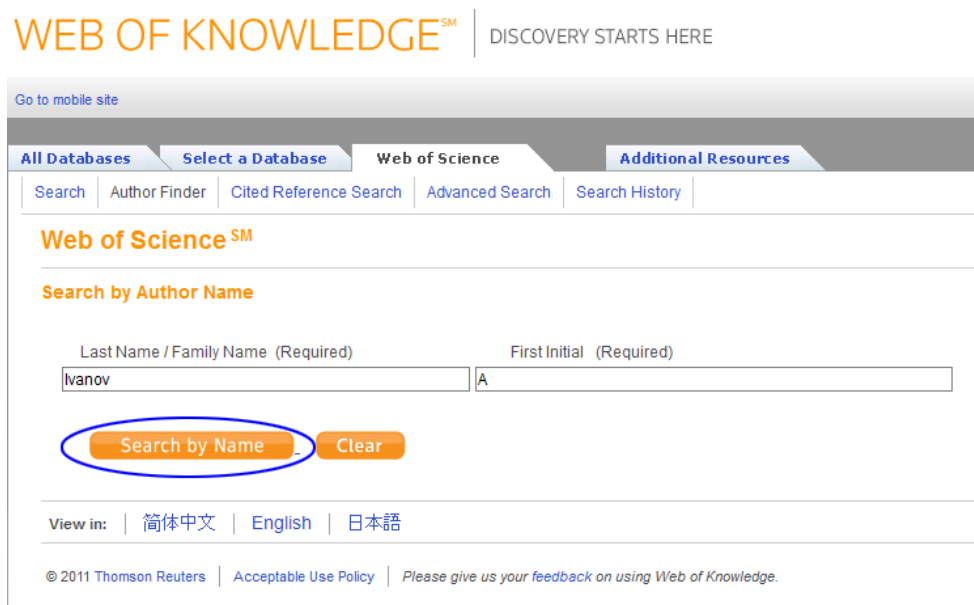 WEB OF KNOWLEDGE℠ | DISCOVERY STARTS HERE
Go to mobile site
All Databases Select a Database Web of Science Additional Resources
Search | Author Finder | Cited Reference Search | Advanced Search | Search History
Web of Science ℠
Search by Author Name
Last Name / Family Name (Required) First Initial (Required)
Ivanov A
Search by Name Clear
View in: | 简体中文 | English | 日本語
© 2011 Thomson Reuters | Acceptable Use Policy | Please give us your feedback on using Web of Knowledge.